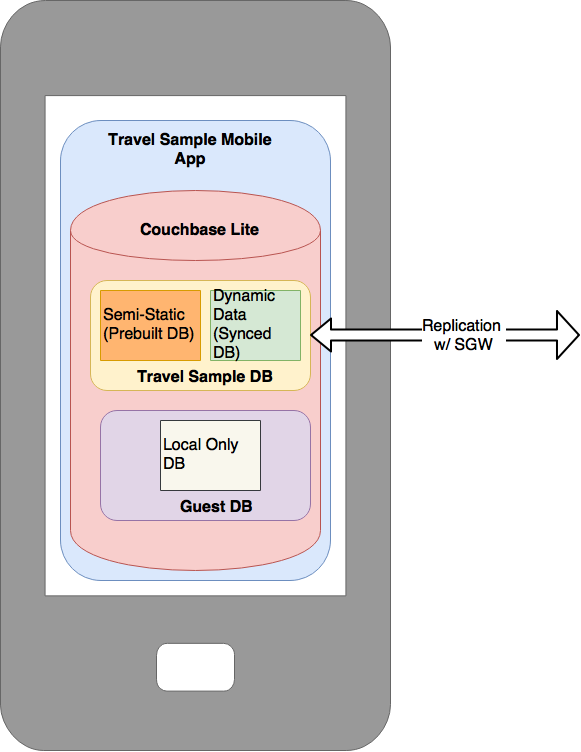 Travel Sample Mobile
App
Couchbase Lite
Semi-Static
(Prebuilt DB)
Dynamic
Data
(Synced
DB)
Travel Sample DB
Replication
w/ SGW
Local Only
DB
Guest DB